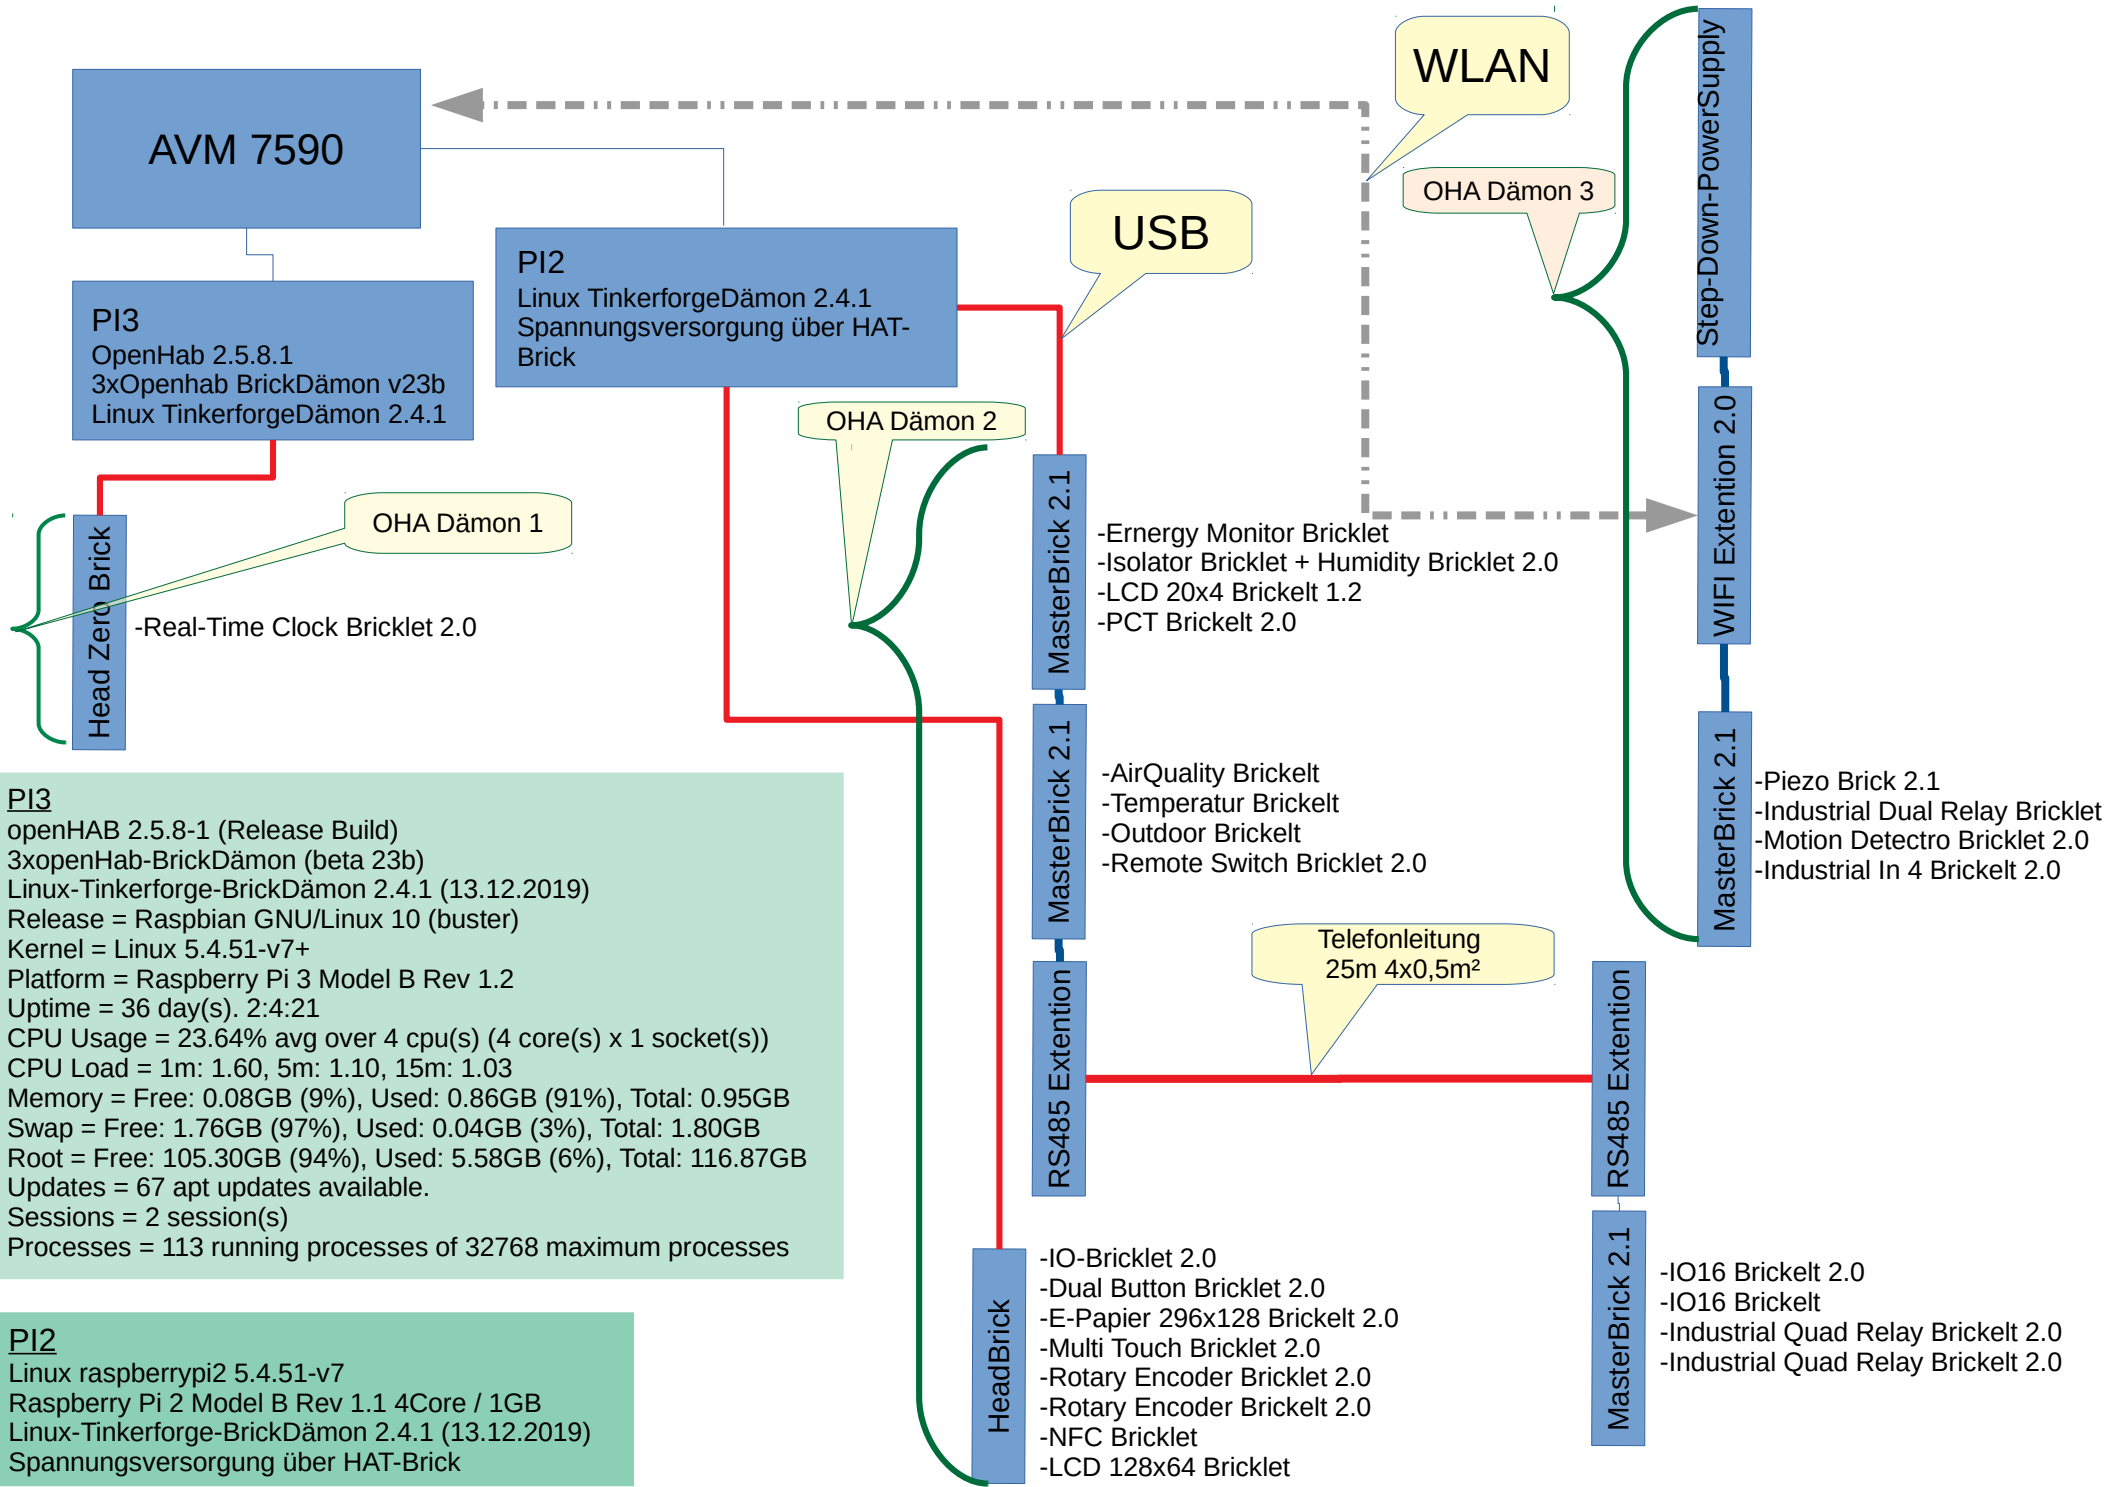 AVM 7590
WLAN
Step-Down-PowerSupply
OHA Dämon 3
USB
PI2
Linux TinkerforgeDämon 2.4.1
Spannungsversorgung über HAT-
Brick
PI3
OpenHab 2.5.8.1
3xOpenhab BrickDämon v23b
Linux TinkerforgeDämon 2.4.1
OHA Dämon 2
OHA Dämon 1
Head Zero Brick
-Real-Time Clock Bricklet 2.0
MasterBrick 2.1
-Ernergy Monitor Bricklet
-Isolator Bricklet + Humidity Bricklet 2.0
-LCD 20x4 Brickelt 1.2
-PCT Brickelt 2.0
WIFI Extention 2.0
MasterBrick 2.1
-AirQuality Brickelt
-Temperatur Brickelt
-Outdoor Brickelt
-Remote Switch Bricklet 2.0
MasterBrick 2.1
-Piezo Brick 2.1
-Industrial Dual Relay Bricklet
-Motion Detectro Bricklet 2.0
-Industrial In 4 Brickelt 2.0
PI3
openHAB 2.5.8-1 (Release Build)
3xopenHab-BrickDämon (beta 23b)
Linux-Tinkerforge-BrickDämon 2.4.1 (13.12.2019)
Release = Raspbian GNU/Linux 10 (buster)
Kernel = Linux 5.4.51-v7+
Platform = Raspberry Pi 3 Model B Rev 1.2
Uptime = 36 day(s). 2:4:21
CPU Usage = 23.64% avg over 4 cpu(s) (4 core(s) x 1 socket(s))
CPU Load = 1m: 1.60, 5m: 1.10, 15m: 1.03
Memory = Free: 0.08GB (9%), Used: 0.86GB (91%), Total: 0.95GB
Swap = Free: 1.76GB (97%), Used: 0.04GB (3%), Total: 1.80GB
Root = Free: 105.30GB (94%), Used: 5.58GB (6%), Total: 116.87GB
Updates = 67 apt updates available.
Sessions = 2 session(s)
Processes = 113 running processes of 32768 maximum processes
Telefonleitung
25m 4x0,5m²
RS485 Extention
RS485 Extention
HeadBrick
-IO-Bricklet 2.0
-Dual Button Bricklet 2.0
-E-Papier 296x128 Brickelt 2.0
-Multi Touch Bricklet 2.0
-Rotary Encoder Bricklet 2.0
-Rotary Encoder Brickelt 2.0
-NFC Bricklet
-LCD 128x64 Bricklet
MasterBrick 2.1
-IO16 Brickelt 2.0
-IO16 Brickelt
-Industrial Quad Relay Brickelt 2.0
-Industrial Quad Relay Brickelt 2.0
PI2
Linux raspberrypi2 5.4.51-v7
Raspberry Pi 2 Model B Rev 1.1 4Core / 1GB
Linux-Tinkerforge-BrickDämon 2.4.1 (13.12.2019)
Spannungsversorgung über HAT-Brick